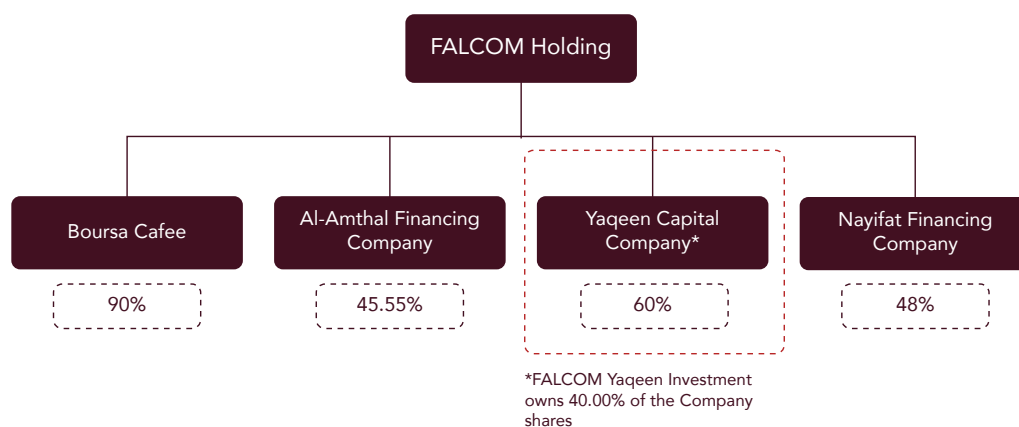 FALCOM Holding
Boursa Cafee
Al-Amthal Financing
Company
Yaqeen Capital
Company*
Nayifat Financing
Company
90%
45.55%
60%
48%
*FALCOM Yaqeen Investment
owns 40.00% of the Company
shares